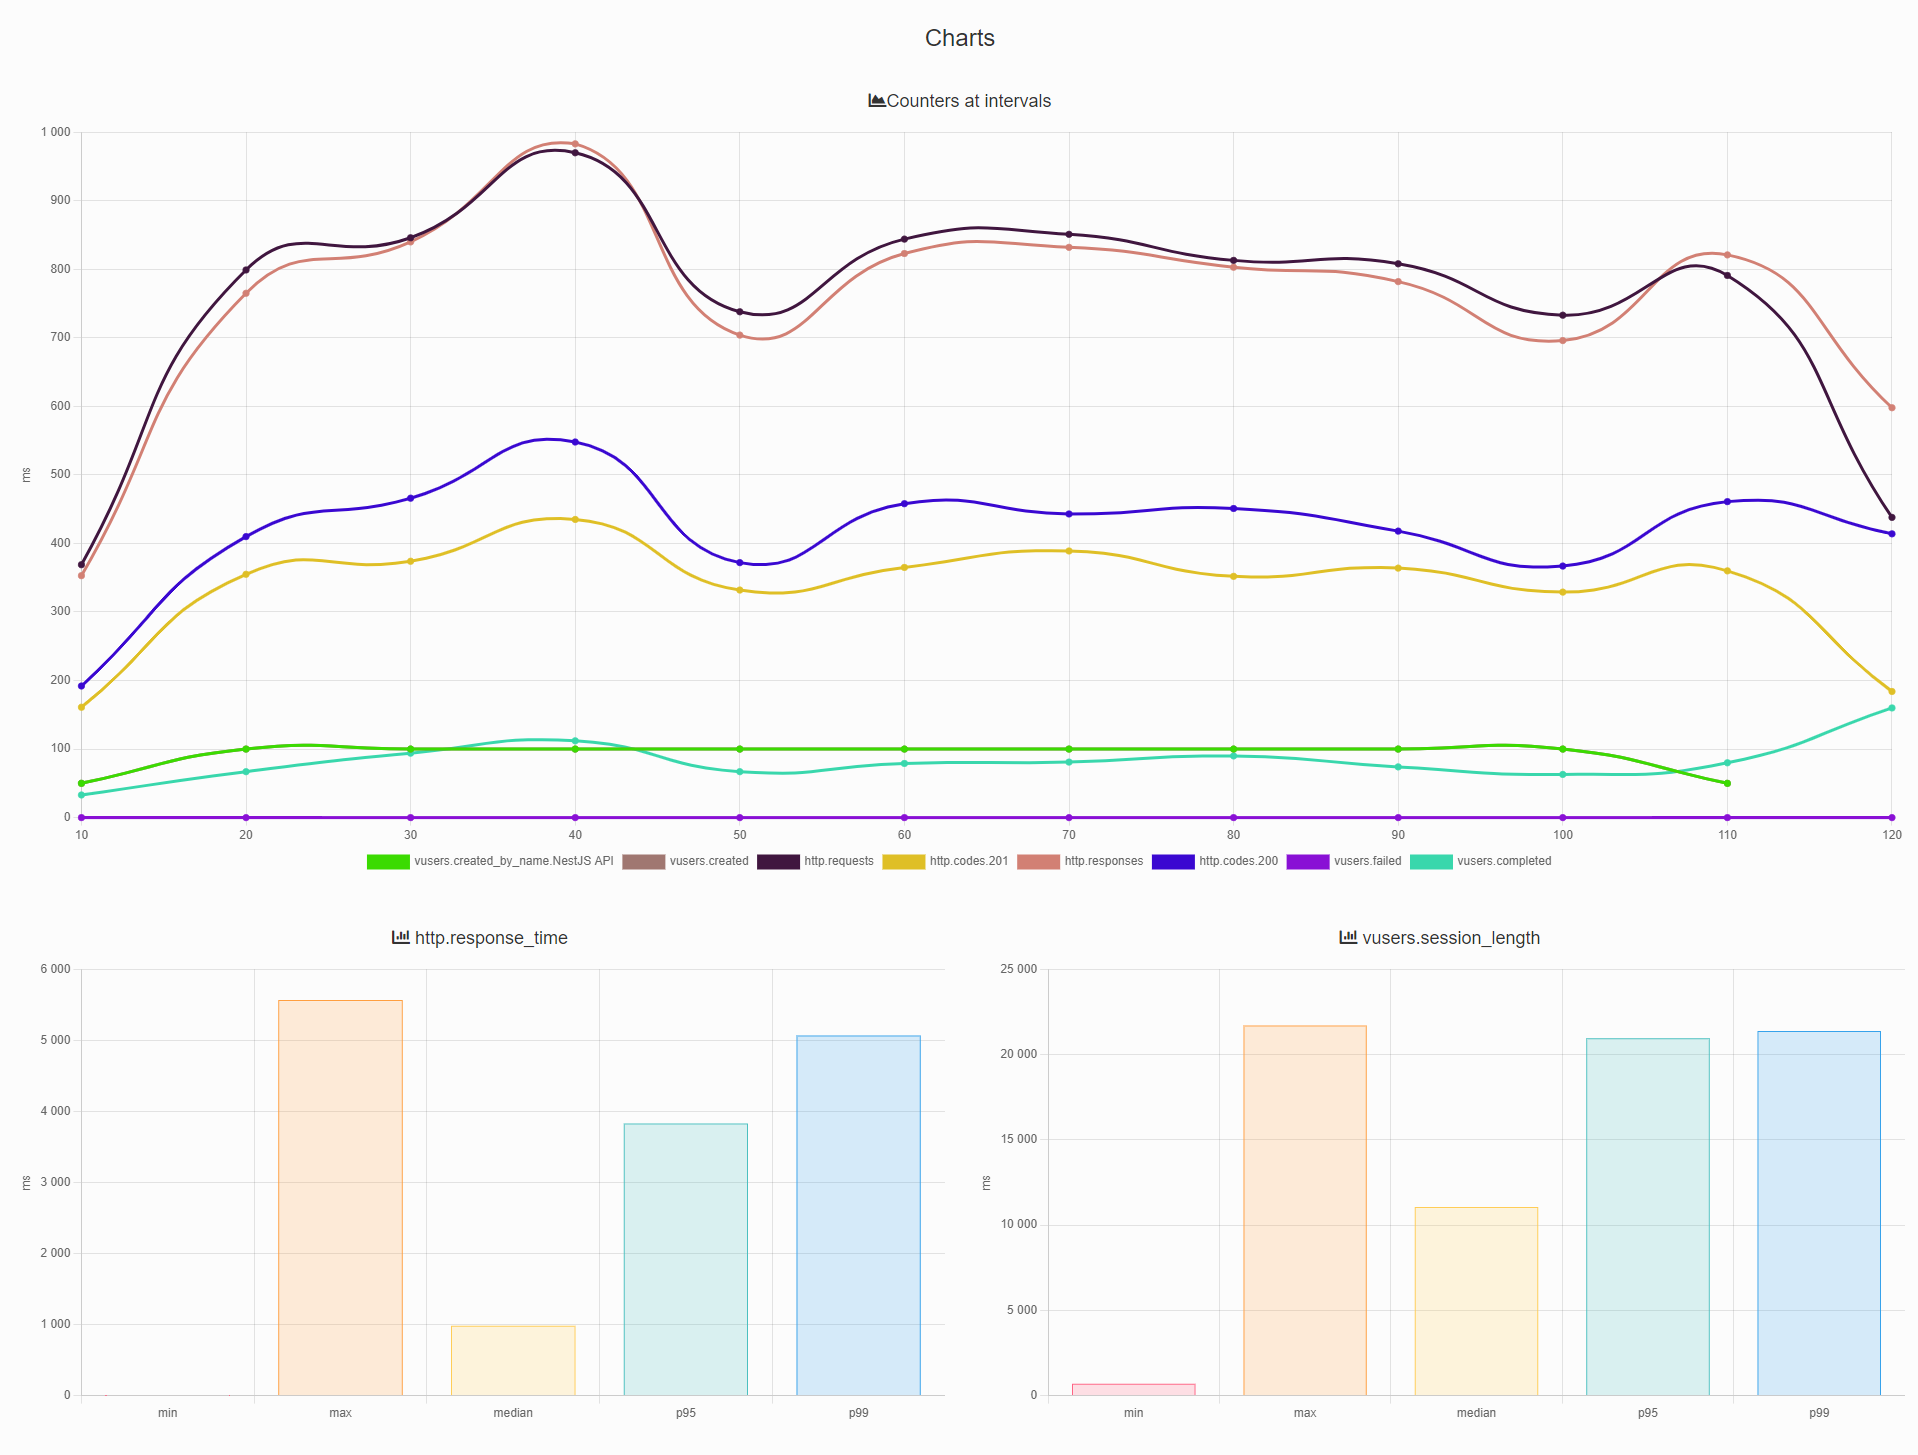 Charts
Counters at intervals
1 000
900
800
700
600
500
400
300
200
100
0
ms
10 20 30 40 50 60 70 80 90 100 110 120
vusers.created_by_name.NestJS API vusers.created http.requests http.codes.201 http.responses http.codes.200 vusers.failed vusers.completed
http.response_time
6 000
5 000
4 000
3 000
2 000
1 000
0
ms
min max median p95 p99
vusers.session_length
25 000
20 000
15 000
10 000
5 000
0
ms
min max median p95 p99